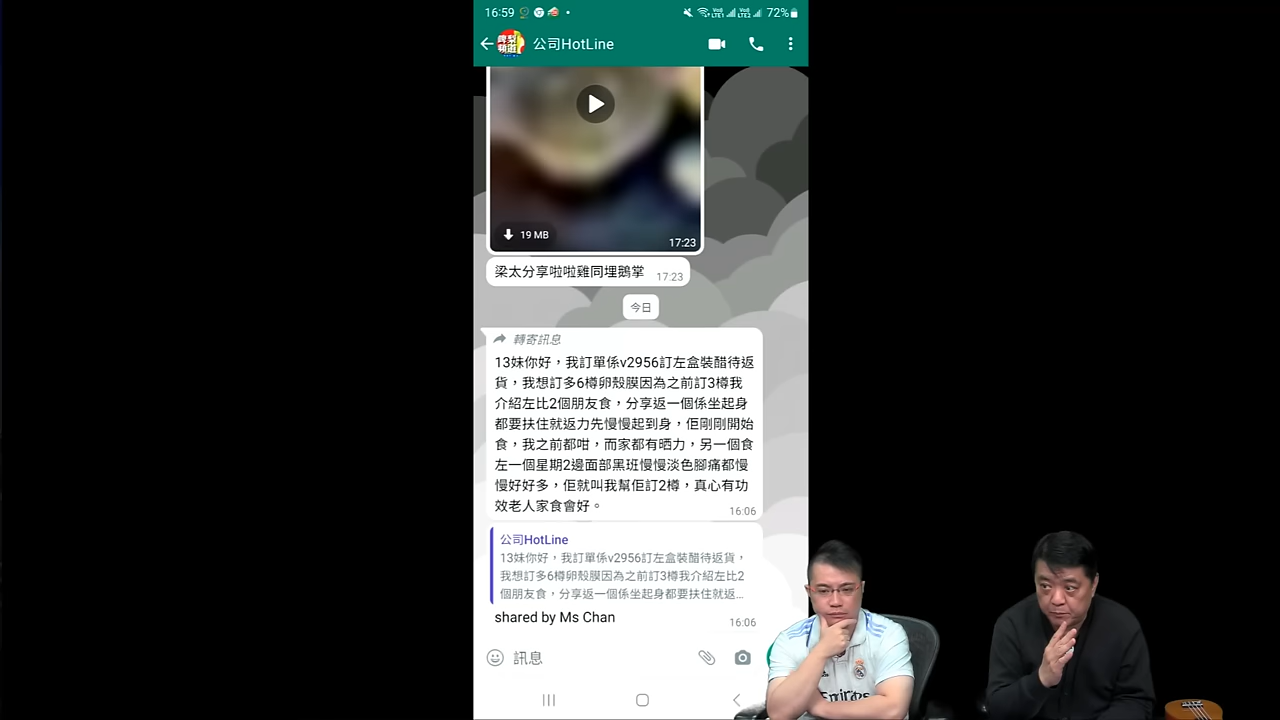 16:59
72%
啤梨頻道
公司HotLine
19 MB
17:23
梁太分享啦啦雞同埋鵝掌
17:23
今日
轉寄訊息
13妹你好，我訂單係v2956訂左盒裝醋待返
貨，我想訂多6樽卵殼膜因為之前訂3樽我
介紹左比2個朋友食，分享返一個係坐起身
都要扶住就返力先慢慢起到身，佢剛剛開始
食，我之前都咁，而家都有晒力，另一個食
左一個星期2邊面部黑班慢慢淡色腳痛都慢
慢好好多，佢就叫我幫佢訂2樽，真心有功
效老人家食會好。
16:06
公司HotLine
13妹你好，我訂單係v2956訂左盒裝醋待返貨，
我想訂多6樽卵殼膜因為之前訂3樽我介紹左比2
個朋友食，分享返一個係坐起身都要扶住就返...
shared by Ms Chan
16:06
訊息
Emirates